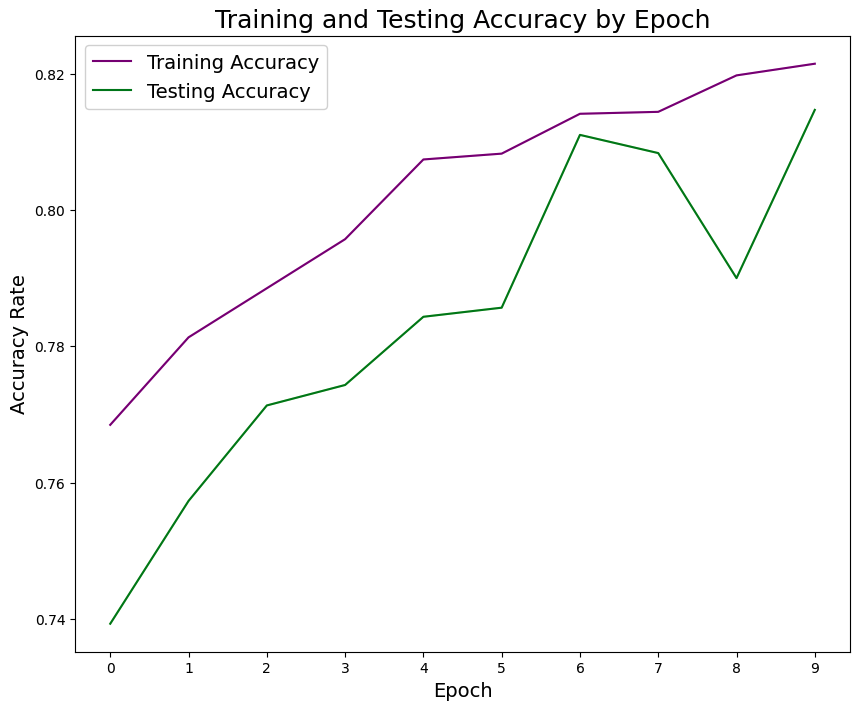 Training and Testing Accuracy by Epoch
Training Accuracy
Testing Accuracy
Accuracy Rate
0.82
0.80
0.78
0.76
0.74
0 1 2 3 4 5 6 7 8 9
Epoch